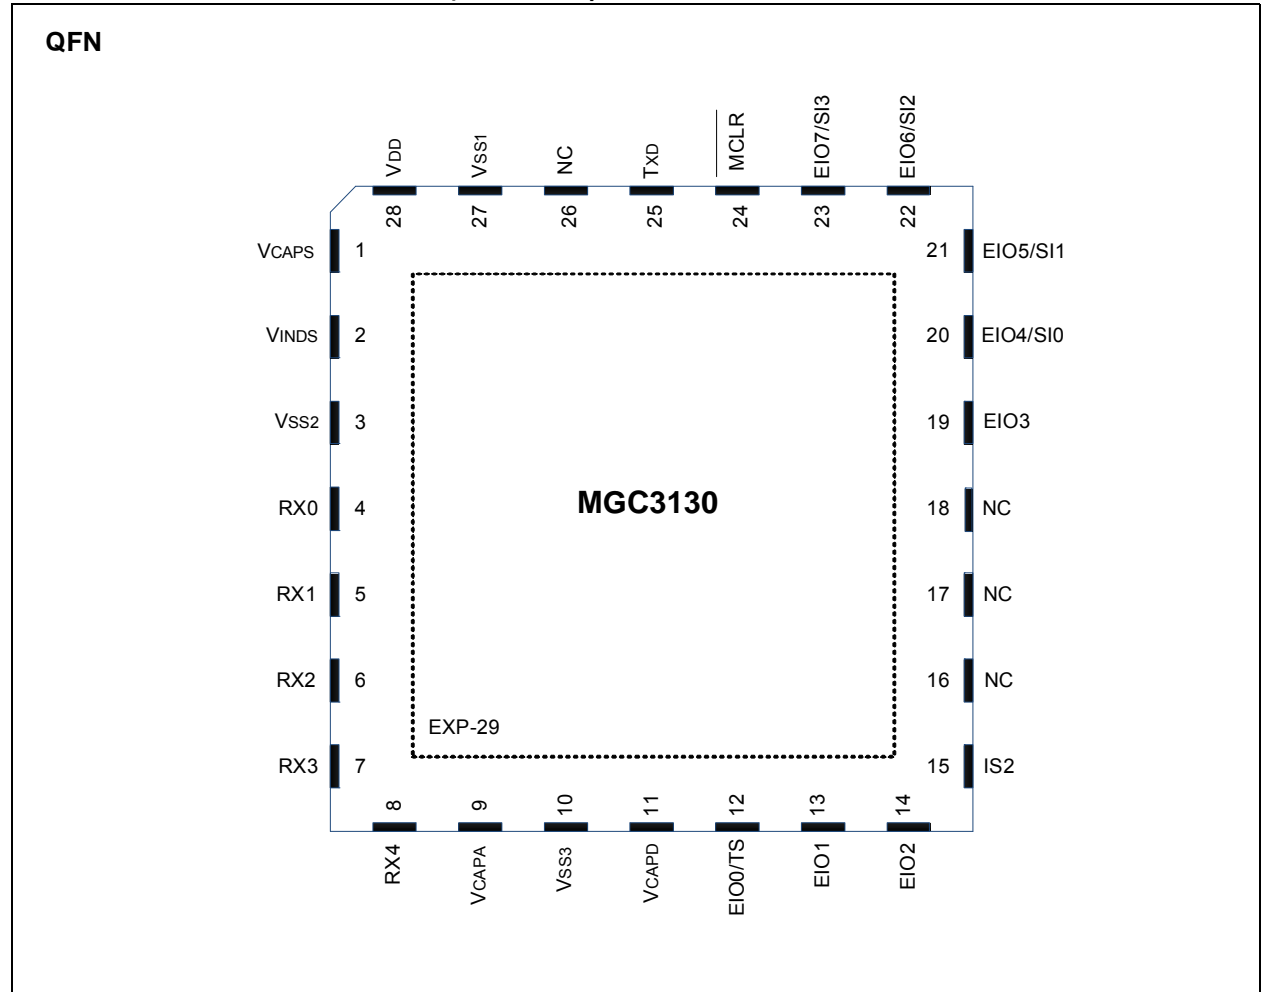 QFN
VDD
VSS1
NC
TXD
MCLR
EIO7/SI3
EIO6/SI2
28
27
26
25
24
23
22
VCAPS 1
21 EIO5/SI1
VINDS 2
20 EIO4/SI0
VSS2 3
19 EIO3
RX0 4
MGC3130
18 NC
RX1 5
17 NC
RX2 6
16 NC
EXP-29
RX3 7
15 IS2
8
9
10
11
12
13
14
RX4
VCAPA
VSS3
VCAPD
EIO0/TS
EIO1
EIO2